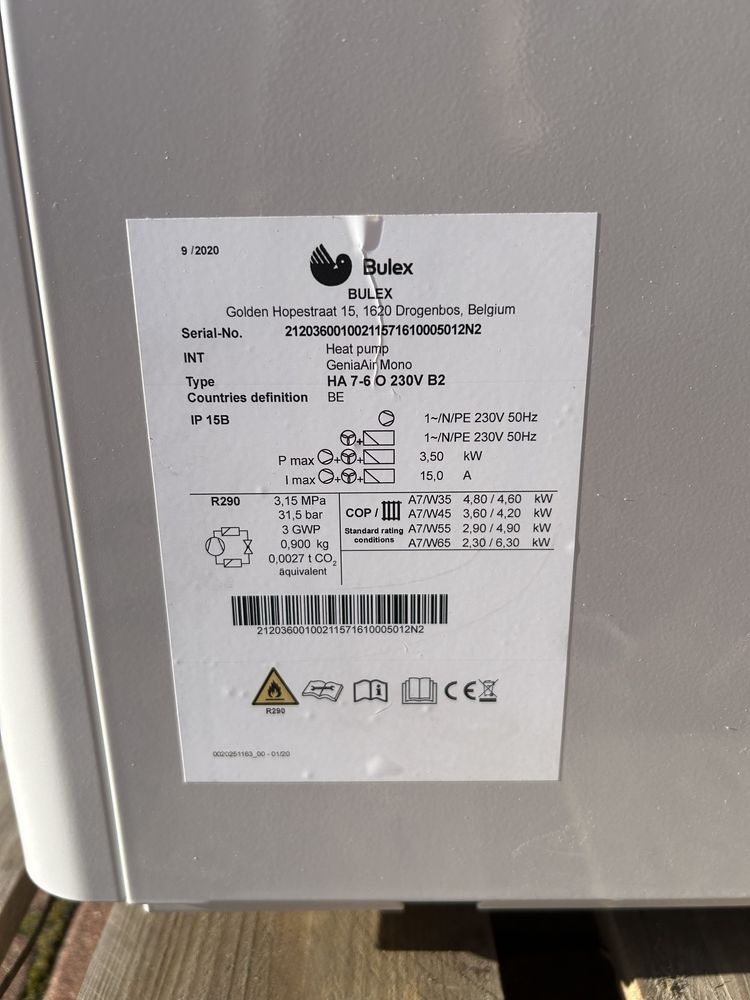 9 /2020
Bulex
BULEX
Golden Hopestraat 15, 1620 Drogenbos, Belgium
Serial-No. 21203600100211571610005012N2
INT Heat pump
GeniaAir Mono
Type HA 7-6 O 230V B2
Countries definition BE
IP 15B 1~/N/PE 230V 50Hz
+ 1~/N/PE 230V 50Hz
P max + + 3,50 kW
I max + + 15,0 A
R290 3,15 MPa
31,5 bar
3 GWP
0,900 kg
0,0027 t CO2
äquivalent
COP /
Standard rating
conditions
A7/W35 4,80 / 4,60 kW
A7/W45 3,60 / 4,20 kW
A7/W55 2,90 / 4,90 kW
A7/W65 2,30 / 6,30 kW
21203600100211571610005012N2
R290
i
CE
0020251163_00 - 01/20